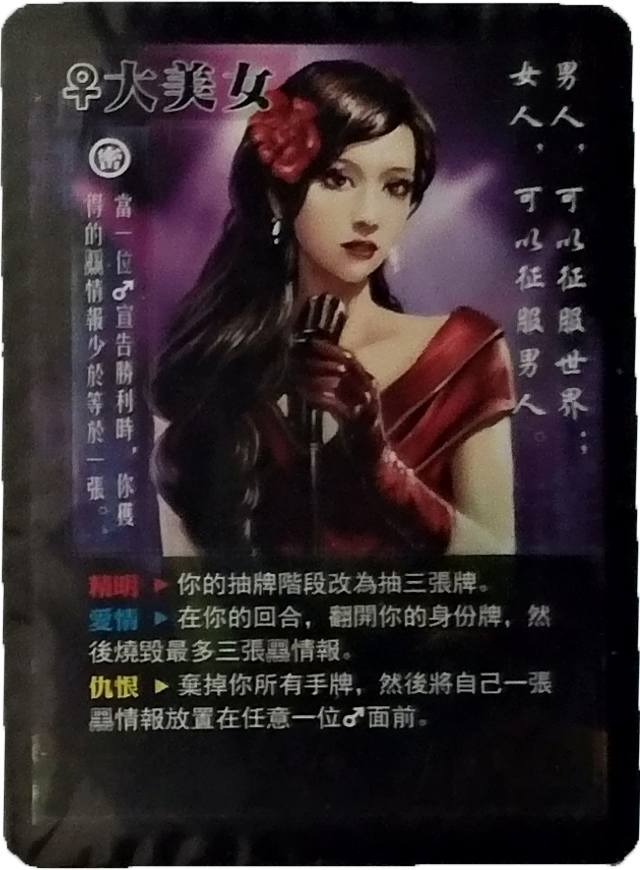 ♀大美女
男人，可以征服世界；
女人，可以征服男人。
密
當一位♂宣告勝利時，你獲
得的黑情報少於等於一張。
精明 ▶ 你的抽牌階段改為抽三張牌。
愛情 ▶ 在你的回合，翻開你的身份牌，然
後燒毀最多三張黑情報。
仇恨 ▶ 棄掉你所有手牌，然後將自己一張
黑情報放置在任意一位♂面前。